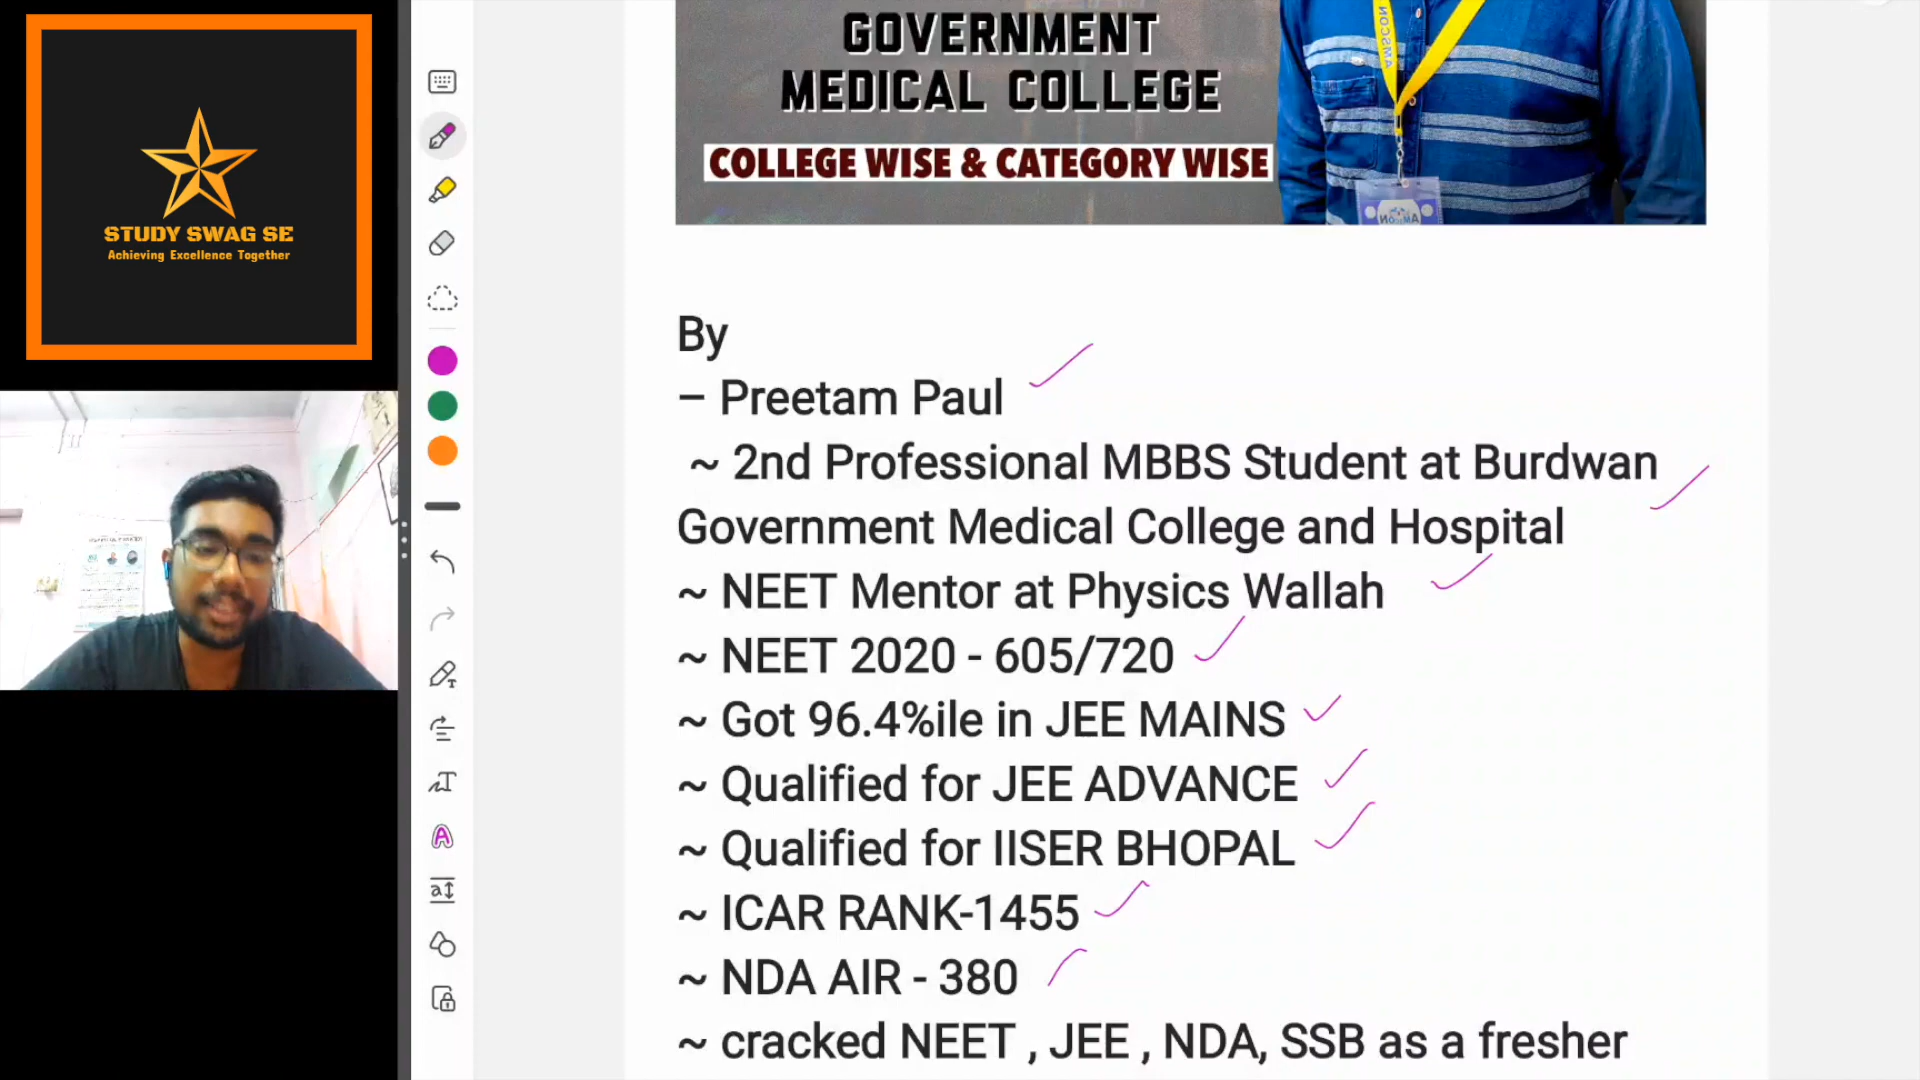 STUDY SWAG SE
Achieving Excellence Together
GOVERNMENT
MEDICAL COLLEGE
COLLEGE WISE & CATEGORY WISE
AMSCON
AMSCON
By
– Preetam Paul
~ 2nd Professional MBBS Student at Burdwan
Government Medical College and Hospital
~ NEET Mentor at Physics Wallah
~ NEET 2020 - 605/720
~ Got 96.4%ile in JEE MAINS
~ Qualified for JEE ADVANCE
~ Qualified for IISER BHOPAL
~ ICAR RANK-1455
~ NDA AIR - 380
~ cracked NEET , JEE , NDA, SSB as a fresher